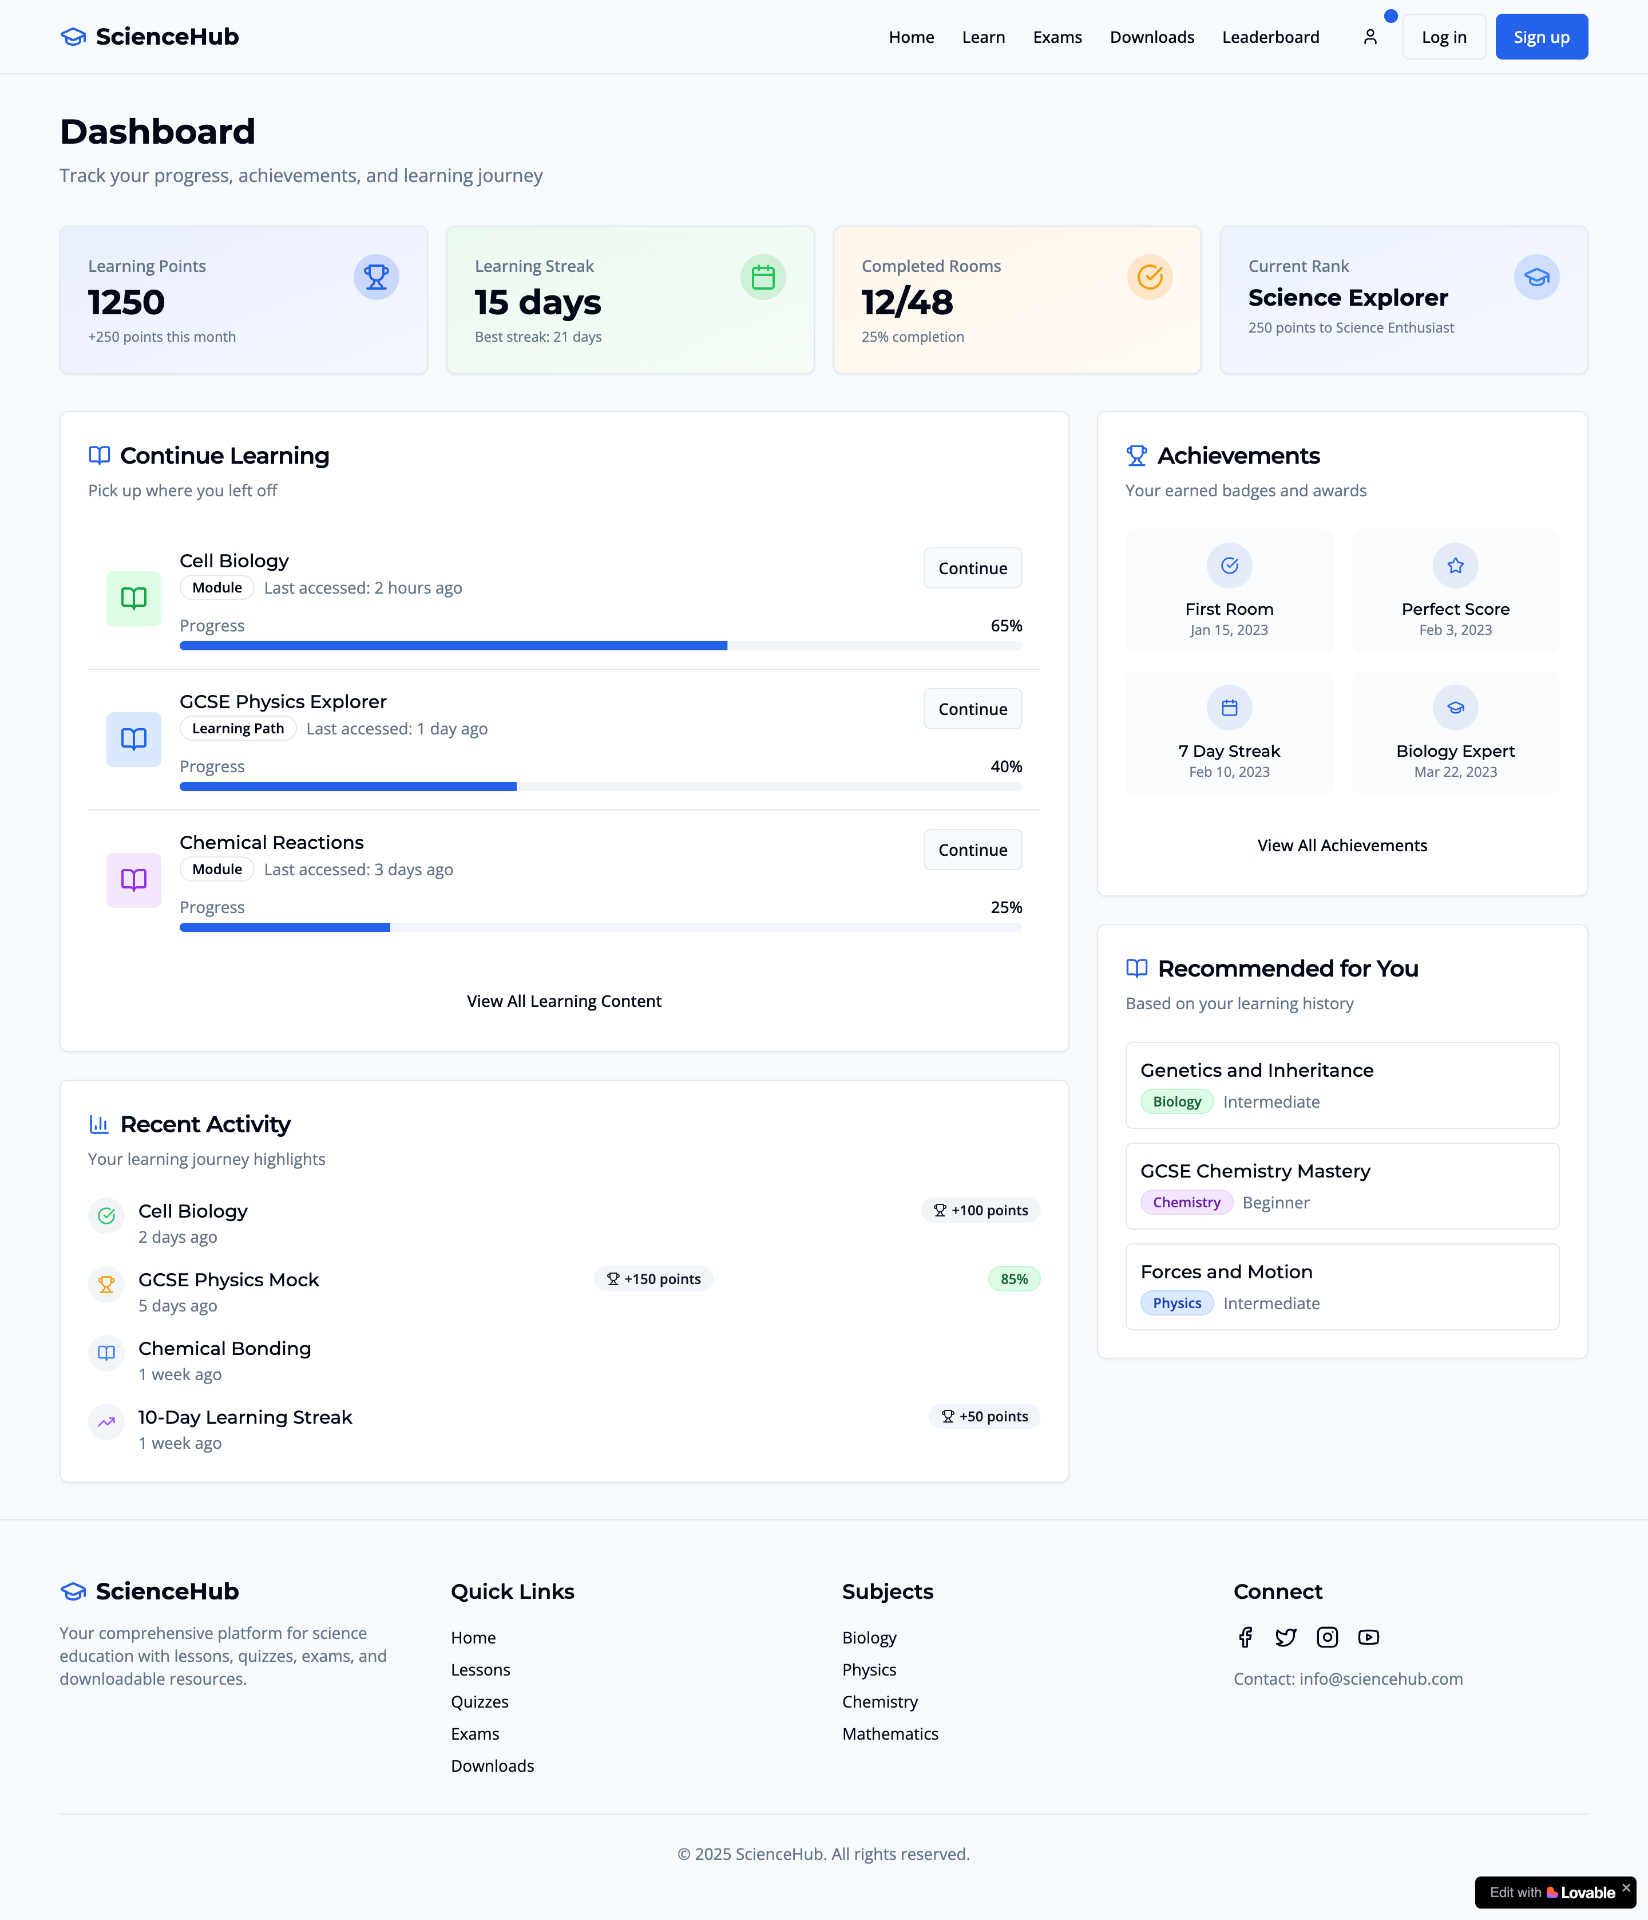 ScienceHub
Home Learn Exams Downloads Leaderboard Log in Sign up
Dashboard
Track your progress, achievements, and learning journey
Learning Points
1250
+250 points this month
Learning Streak
15 days
Best streak: 21 days
Completed Rooms
12/48
25% completion
Current Rank
Science Explorer
250 points to Science Enthusiast
Continue Learning
Pick up where you left off
Cell Biology
Module Last accessed: 2 hours ago
Continue
Progress 65%
GCSE Physics Explorer
Learning Path Last accessed: 1 day ago
Continue
Progress 40%
Chemical Reactions
Module Last accessed: 3 days ago
Continue
Progress 25%
View All Learning Content
Achievements
Your earned badges and awards
First Room
Jan 15, 2023
Perfect Score
Feb 3, 2023
7 Day Streak
Feb 10, 2023
Biology Expert
Mar 22, 2023
View All Achievements
Recommended for You
Based on your learning history
Genetics and Inheritance
Biology Intermediate
GCSE Chemistry Mastery
Chemistry Beginner
Forces and Motion
Physics Intermediate
Recent Activity
Your learning journey highlights
Cell Biology +100 points
2 days ago
GCSE Physics Mock +150 points 85%
5 days ago
Chemical Bonding
1 week ago
10-Day Learning Streak +50 points
1 week ago
ScienceHub
Your comprehensive platform for science
education with lessons, quizzes, exams, and
downloadable resources.
Quick Links
Home
Lessons
Quizzes
Exams
Downloads
Subjects
Biology
Physics
Chemistry
Mathematics
Connect
Contact: info@sciencehub.com
© 2025 ScienceHub. All rights reserved.
Edit with Lovable